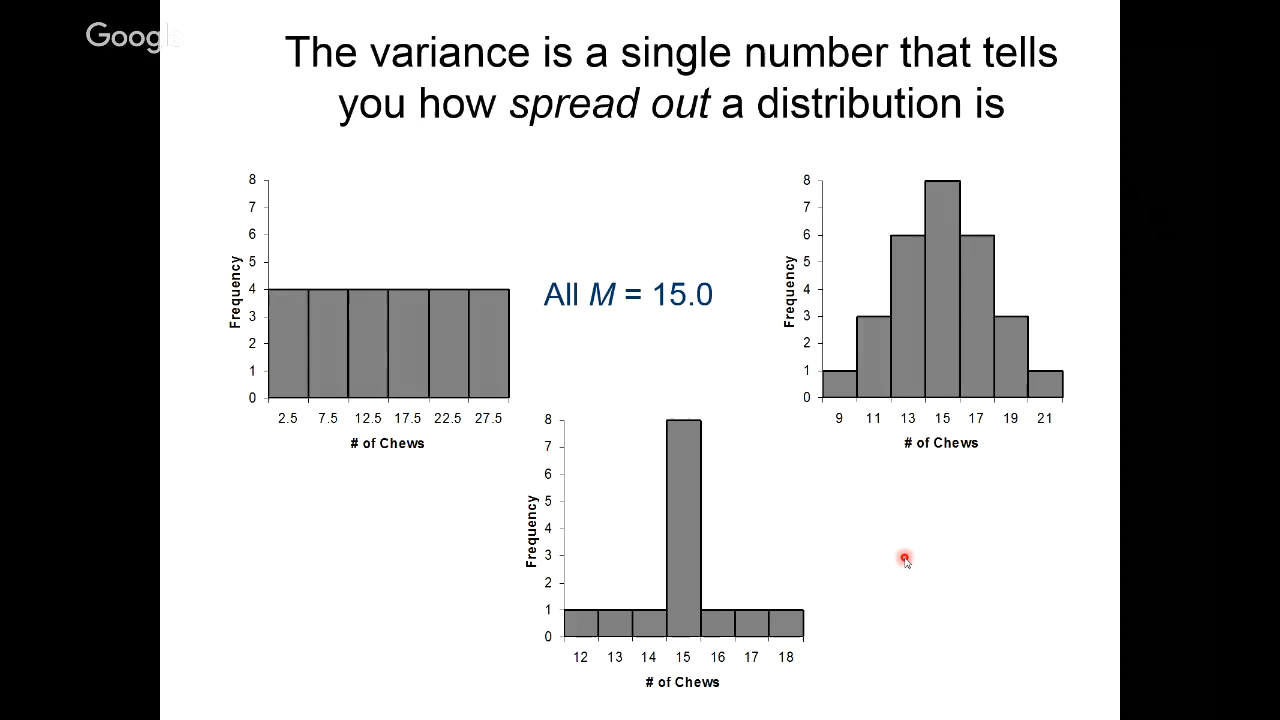 Google
The variance is a single number that tells
you how spread out a distribution is
8
7
6
5
4
3
2
1
0
Frequency
2.5 7.5 12.5 17.5 22.5 27.5
# of Chews
All M = 15.0
8
7
6
5
4
3
2
1
0
Frequency
9 11 13 15 17 19 21
# of Chews
8
7
6
5
4
3
2
1
0
Frequency
12 13 14 15 16 17 18
# of Chews